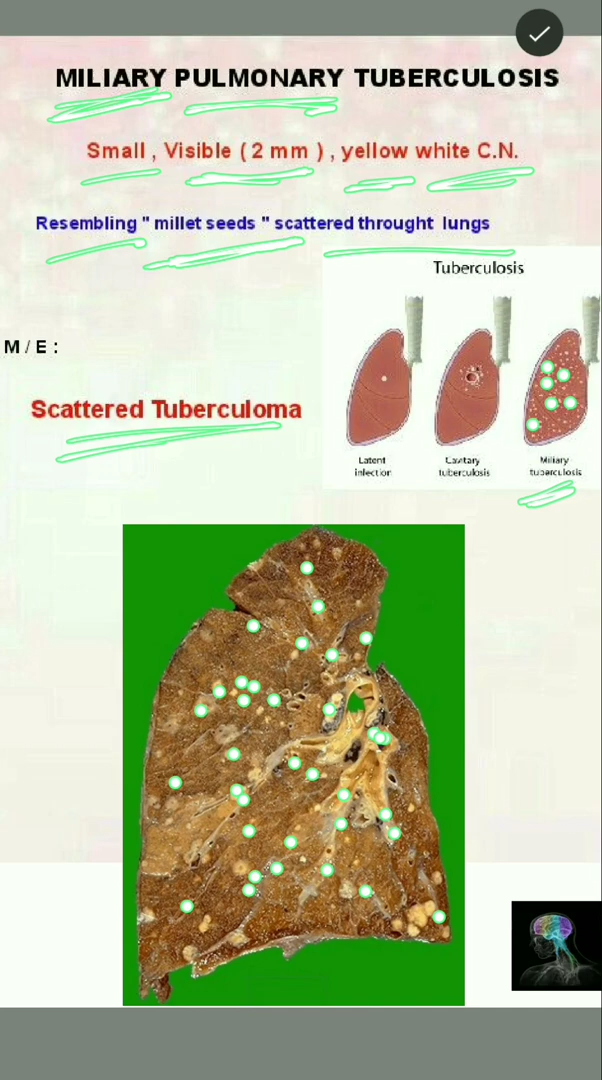 MILIARY PULMONARY TUBERCULOSIS
Small , Visible ( 2 mm ) , yellow white C.N.
Resembling " millet seeds " scattered throught lungs
Tuberculosis
M / E :
Scattered Tuberculoma
Latent infection
Cavitary tuberculosis
Miliary tuberculosis